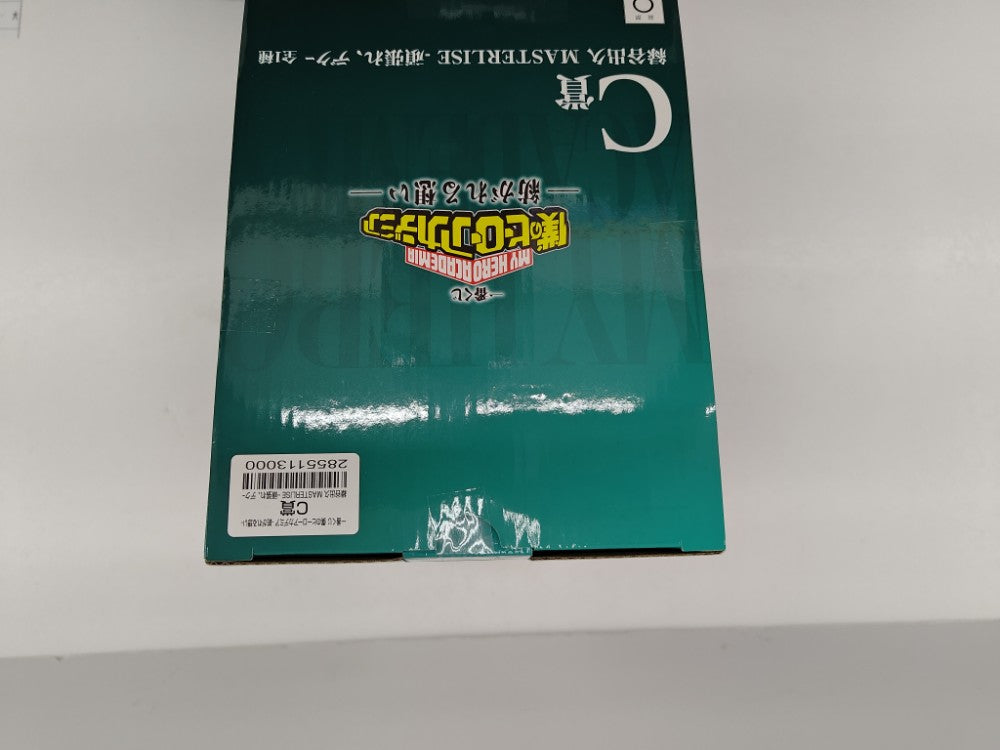 一番くじ
MY HERO ACADEMIA
僕のヒーローアカデミア
紡がれる想い
C賞
緑谷出久 MASTERLISE -頑張れ、デクー 全1種
一番くじ 僕のヒーローアカデミア 紡がれる想い-
C賞
緑谷出久 MASTERLISE -頑張れ、デクー
2855113000